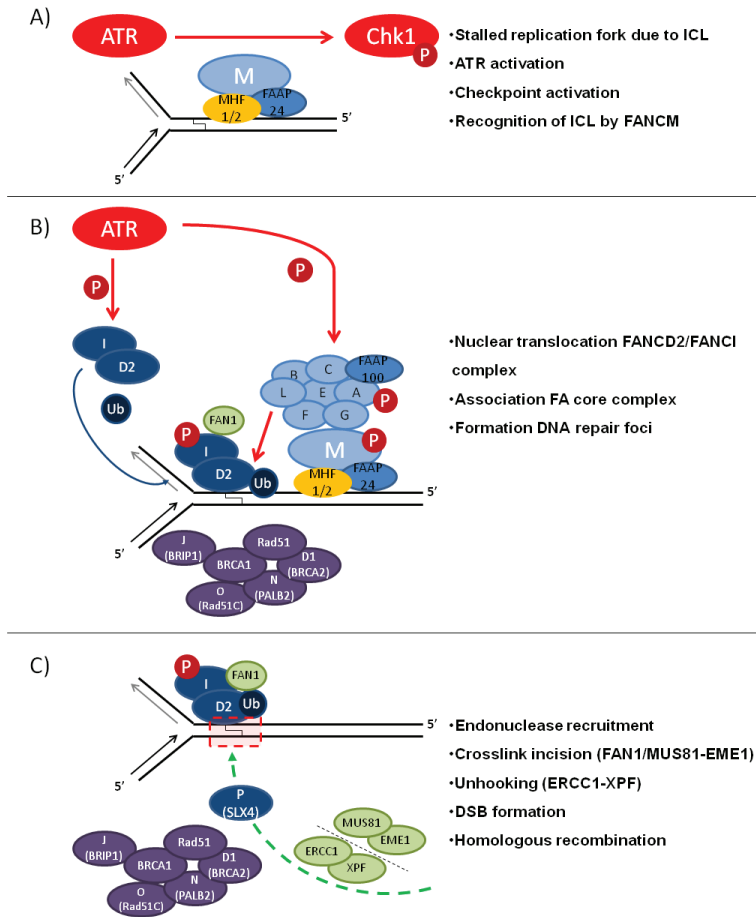 A)
ATR
Chk1
P
M
MHF
1/2
FAAP
24
5’
5’
•Stalled replication fork due to ICL
•ATR activation
•Checkpoint activation
•Recognition of ICL by FANCM
B)
ATR
P
P
I
D2
Ub
B
C
FAAP
100
L
E
A
P
F
G
P
M
MHF
1/2
FAAP
24
FAN1
P
I
D2
Ub
5’
5’
J
(BRIP1)
BRCA1
Rad51
D1
(BRCA2)
N
(PALB2)
O
(Rad51C)
•Nuclear translocation FANCD2/FANCI
complex
•Association FA core complex
•Formation DNA repair foci
C)
P
I
FAN1
D2
Ub
5’
5’
P
(SLX4)
MUS81
EME1
ERCC1
XPF
J
(BRIP1)
BRCA1
Rad51
D1
(BRCA2)
N
(PALB2)
O
(Rad51C)
•Endonuclease recruitment
•Crosslink incision (FAN1/MUS81-EME1)
•Unhooking (ERCC1-XPF)
•DSB formation
•Homologous recombination